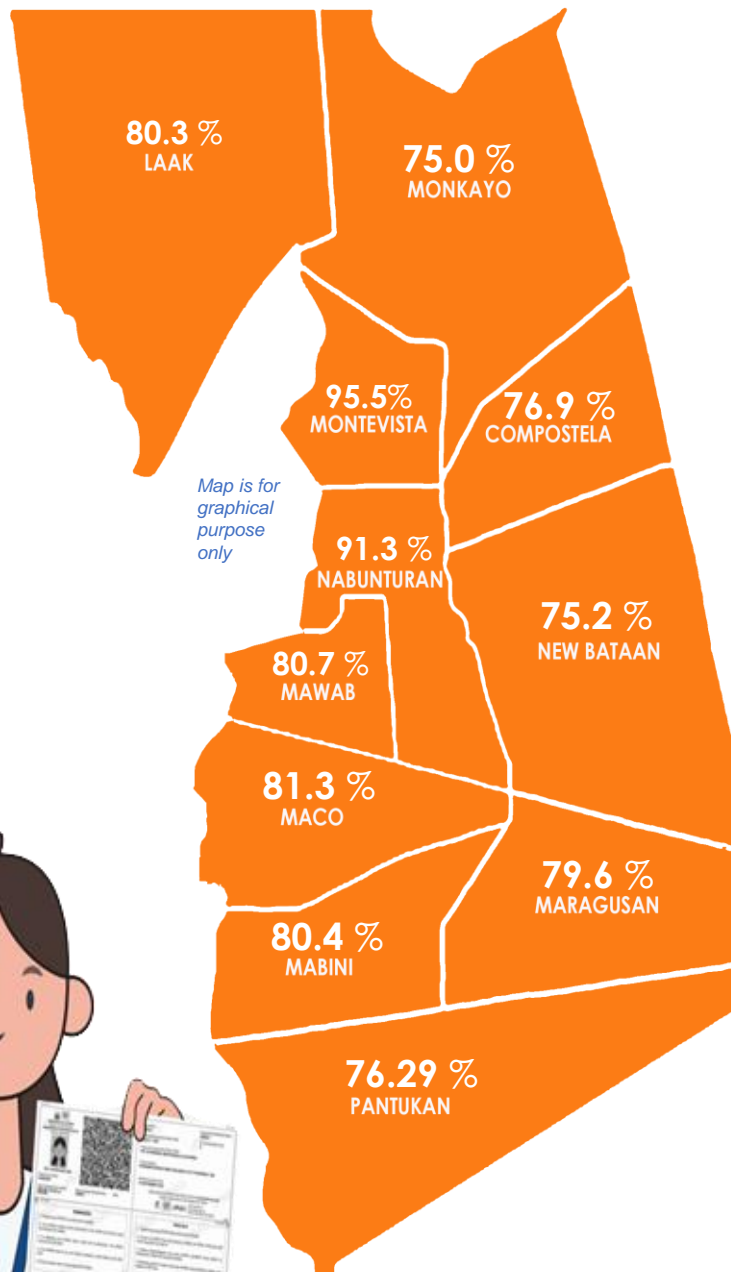 80.3 %
LAAK
75.0 %
MONKAYO
95.5%
MONTEVISTA
76.9 %
COMPOSTELA
Map is for
graphical
purpose
only
91.3 %
NABUNTURAN
75.2 %
NEW BATAAN
80.7 %
MAWAB
81.3 %
MACO
79.6 %
MARAGUSAN
80.4 %
MABINI
76.29 %
PANTUKAN